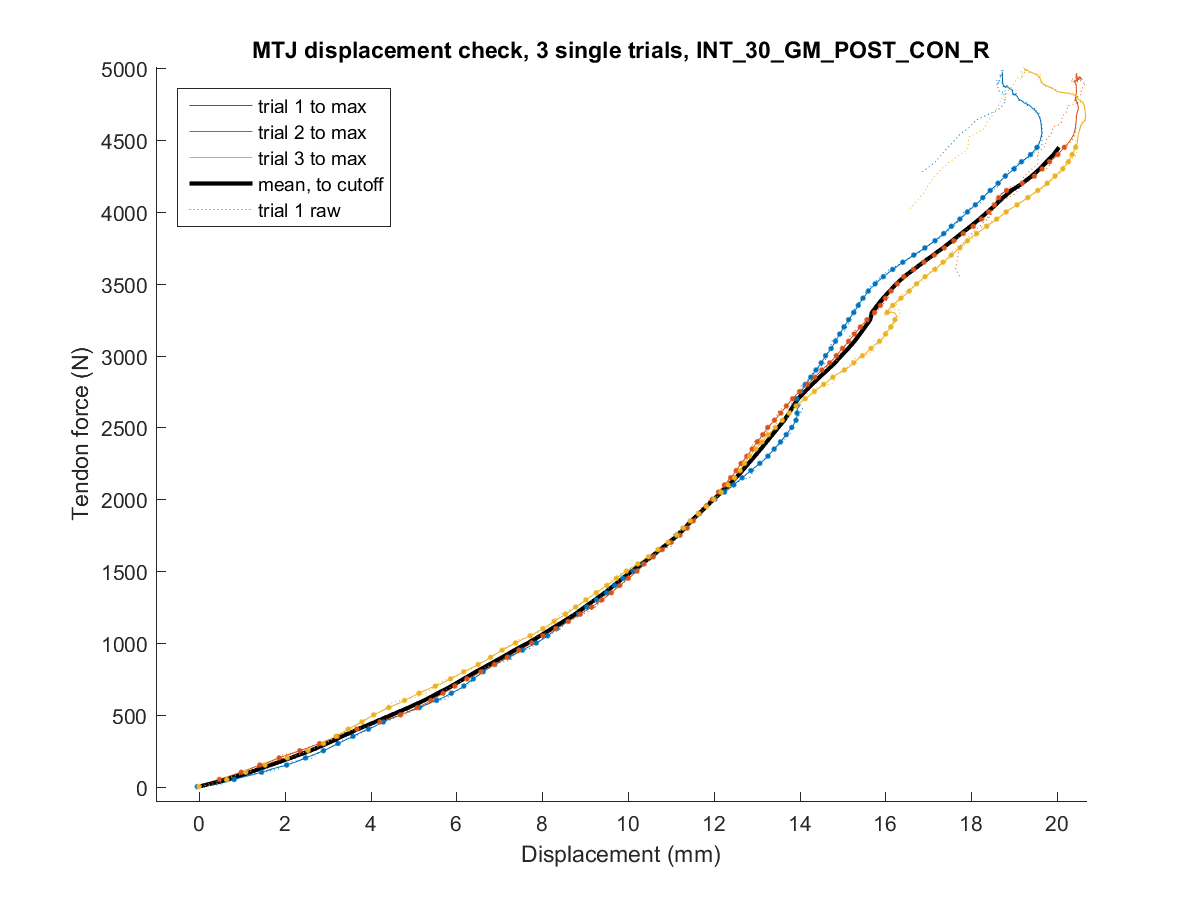 MTJ displacement check, 3 single trials, INT_30_GM_POST_CON_R
5000
4500
4000
3500
3000
2500
2000
1500
1000
500
0
Tendon force (N)
trial 1 to max
trial 2 to max
trial 3 to max
mean, to cutoff
trial 1 raw
0 2 4 6 8 10 12 14 16 18 20
Displacement (mm)